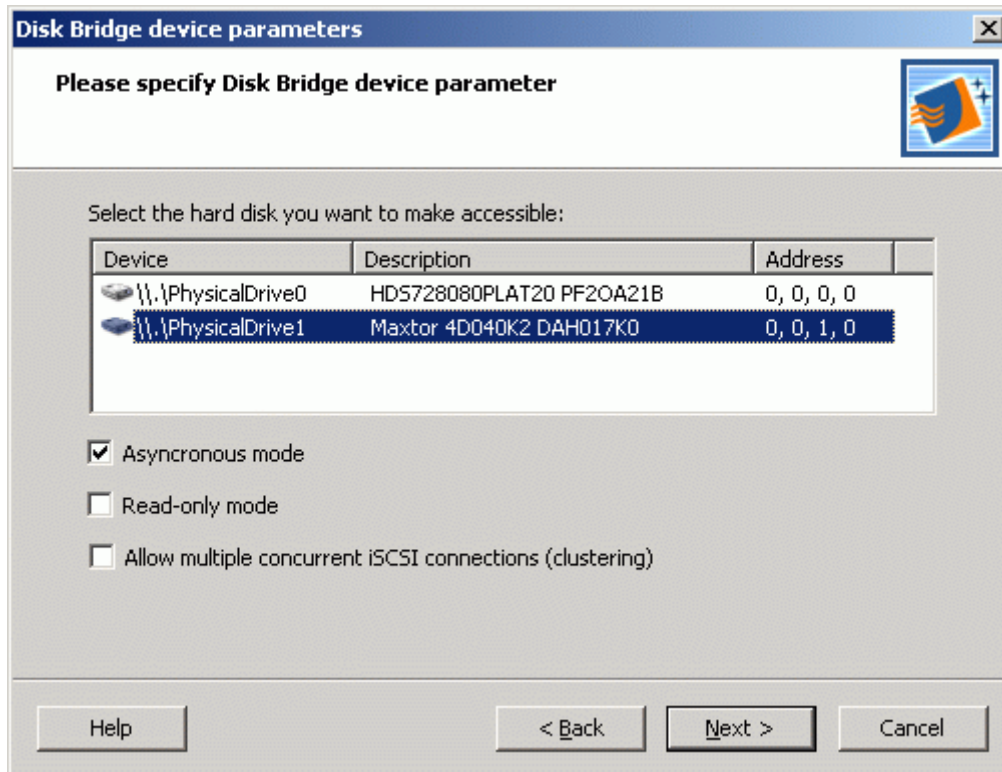 Disk Bridge device parameters
Please specify Disk Bridge device parameter
Select the hard disk you want to make accessible:
Device Description Address
\\.\PhysicalDrive0 HDS728080PLAT20 PF2OA21B 0, 0, 0, 0
\\.\PhysicalDrive1 Maxtor 4D040K2 DAH017K0 0, 0, 1, 0
Asyncronous mode
Read-only mode
Allow multiple concurrent iSCSI connections (clustering)
Help < Back Next > Cancel